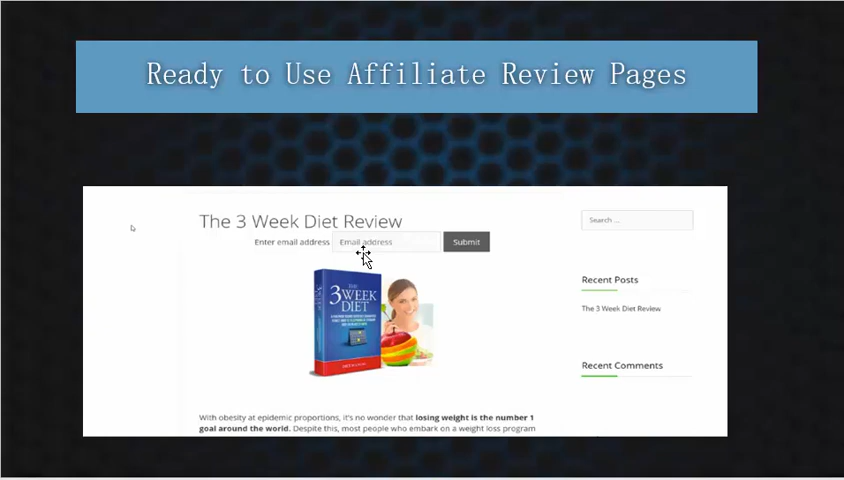 Ready to Use Affiliate Review Pages
The 3 Week Diet Review
Enter email address
Email address
Submit
Search ...
THE
3 WEEK
DIET
Recent Posts
The 3 Week Diet Review
Recent Comments
With obesity at epidemic proportions, it's no wonder that losing weight is the number 1
goal around the world. Despite this, most people who embark on a weight loss program